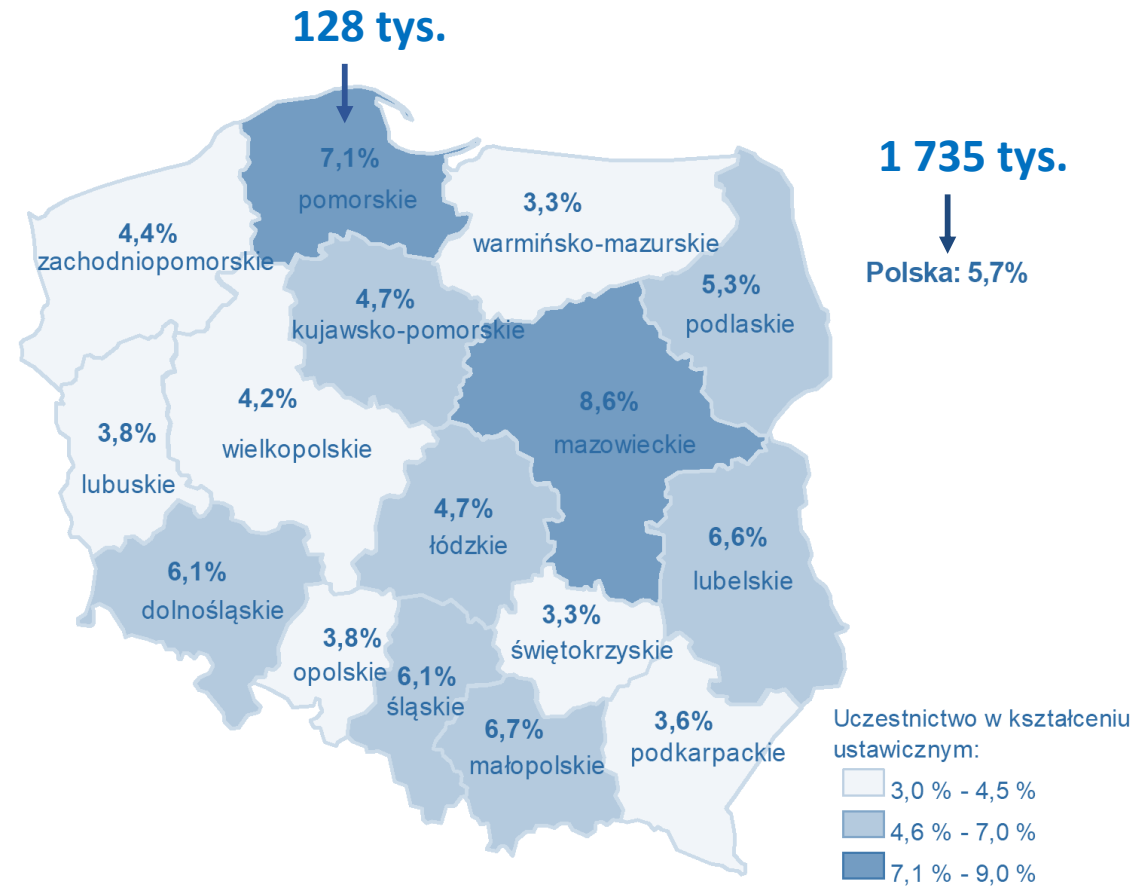 128 tys.
1 735 tys.
Polska: 5,7%
7,1%
pomorskie
3,3%
warmińsko-mazurskie
4,4%
zachodniopomorskie
4,7%
kujawsko-pomorskie
5,3%
podlaskie
4,2%
wielkopolskie
8,6%
mazowieckie
3,8%
lubuskie
4,7%
łódzkie
6,6%
lubelskie
6,1%
dolnośląskie
3,8%
opolskie
6,1%
śląskie
3,3%
świętokrzyskie
6,7%
małopolskie
3,6%
podkarpackie
Uczestnictwo w kształceniu
ustawicznym:
3,0 % - 4,5 %
4,6 % - 7,0 %
7,1 % - 9,0 %